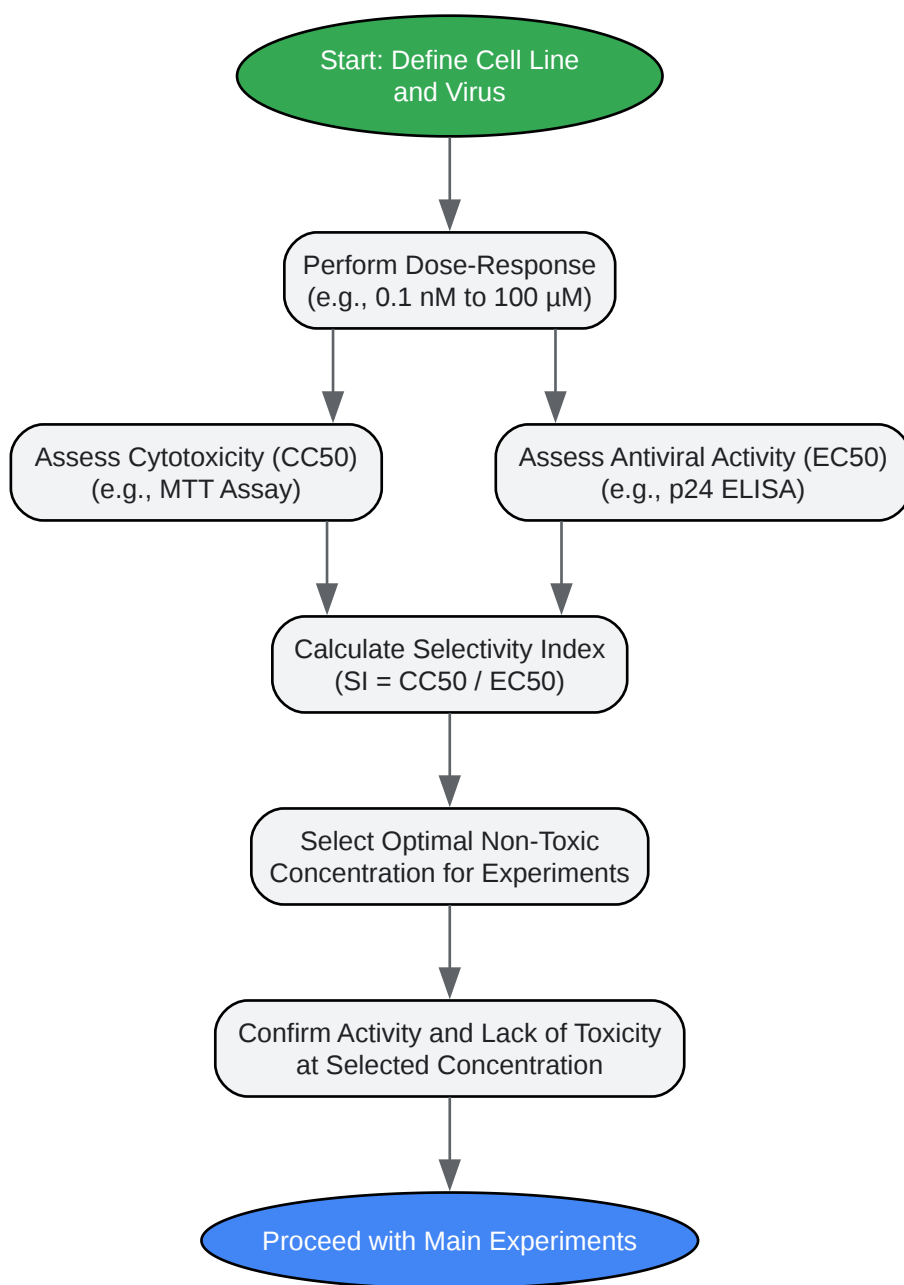 Start: Define Cell Line
and Virus
Perform Dose-Response
(e.g., 0.1 nM to 100 µM)
Assess Cytotoxicity (CC50)
(e.g., MTT Assay)
Assess Antiviral Activity (EC50)
(e.g., p24 ELISA)
Calculate Selectivity Index
(SI = CC50 / EC50)
Select Optimal Non-Toxic
Concentration for Experiments
Confirm Activity and Lack of Toxicity
at Selected Concentration
Proceed with Main Experiments